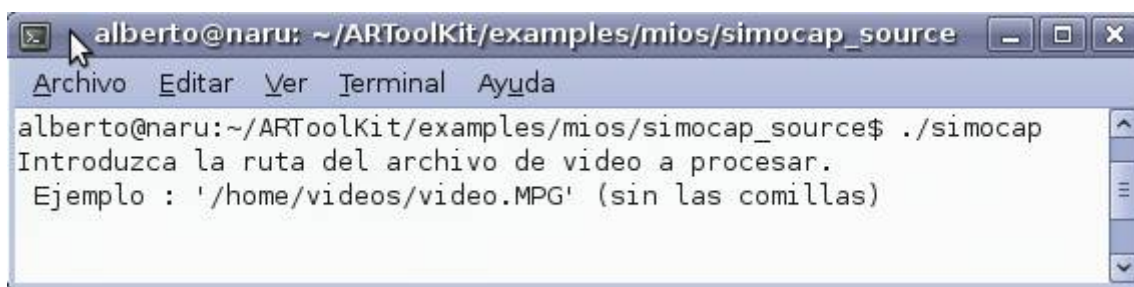 alberto@naru: ~/ARToolKit/examples/mios/simocap_source
Archivo Editar Ver Terminal Ayuda
alberto@naru:~/ARToolKit/examples/mios/simocap_source$ ./simocap
Introduzca la ruta del archivo de video a procesar.
Ejemplo : '/home/videos/video.MPG' (sin las comillas)